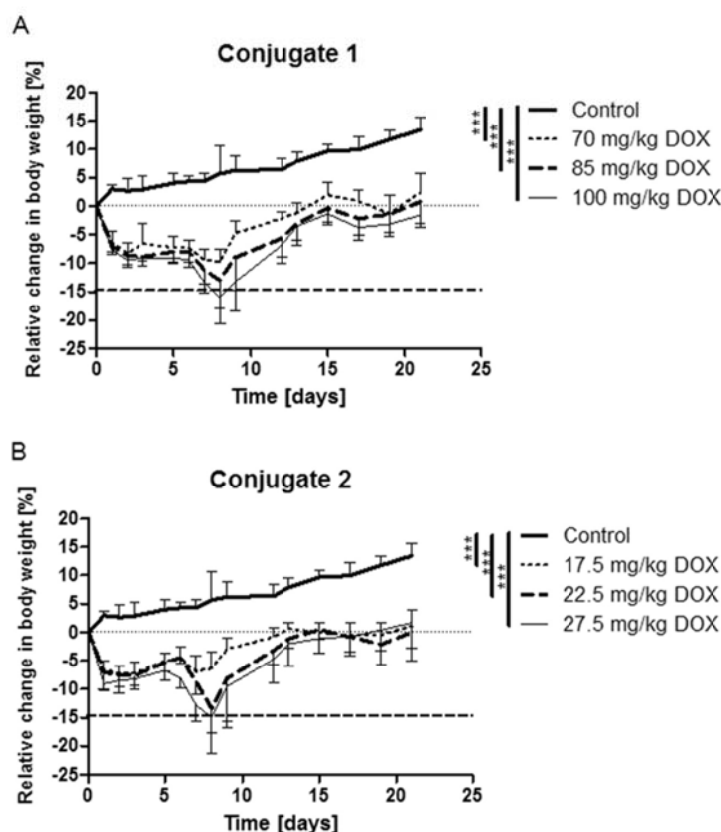 A
Conjugate 1
Relative change in body weight [%]
20
15
10
5
0
-5
-10
-15
-20
-25
0
5
10
15
20
25
Time [days]
***
***
***
Control
70 mg/kg DOX
85 mg/kg DOX
100 mg/kg DOX
B
Conjugate 2
Relative change in body weight [%]
20
15
10
5
0
-5
-10
-15
-20
-25
0
5
10
15
20
25
Time [days]
***
***
***
Control
17.5 mg/kg DOX
22.5 mg/kg DOX
27.5 mg/kg DOX